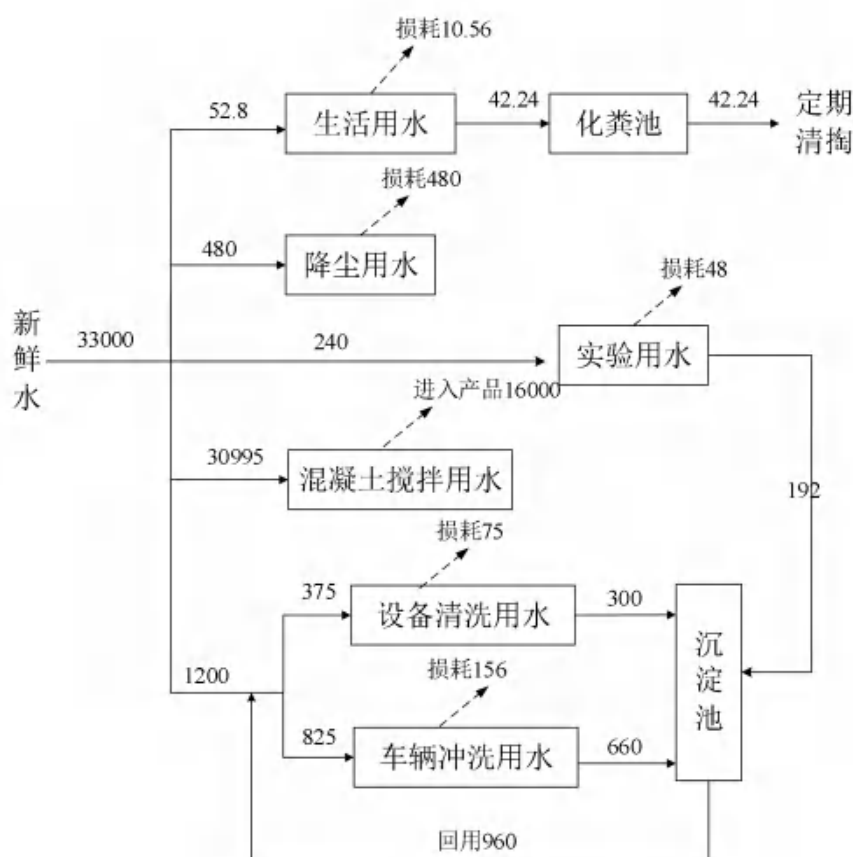 损耗10.56
52.8
生活用水
42.24
化粪池
42.24
定期
清掏
损耗480
480
降尘用水
损耗48
新鲜水
33000
240
实验用水
进入产品16000
30995
混凝土搅拌用水
192
损耗75
375
设备清洗用水
300
沉淀池
1200
损耗156
825
车辆冲洗用水
660
回用960